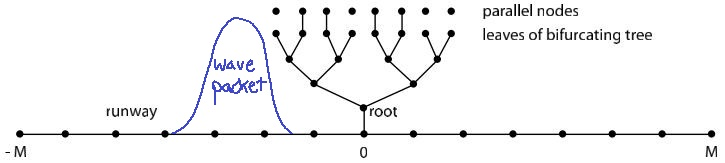 parallel nodes
leaves of bifurcating tree
wave
packet
runway
root
- M
0
M